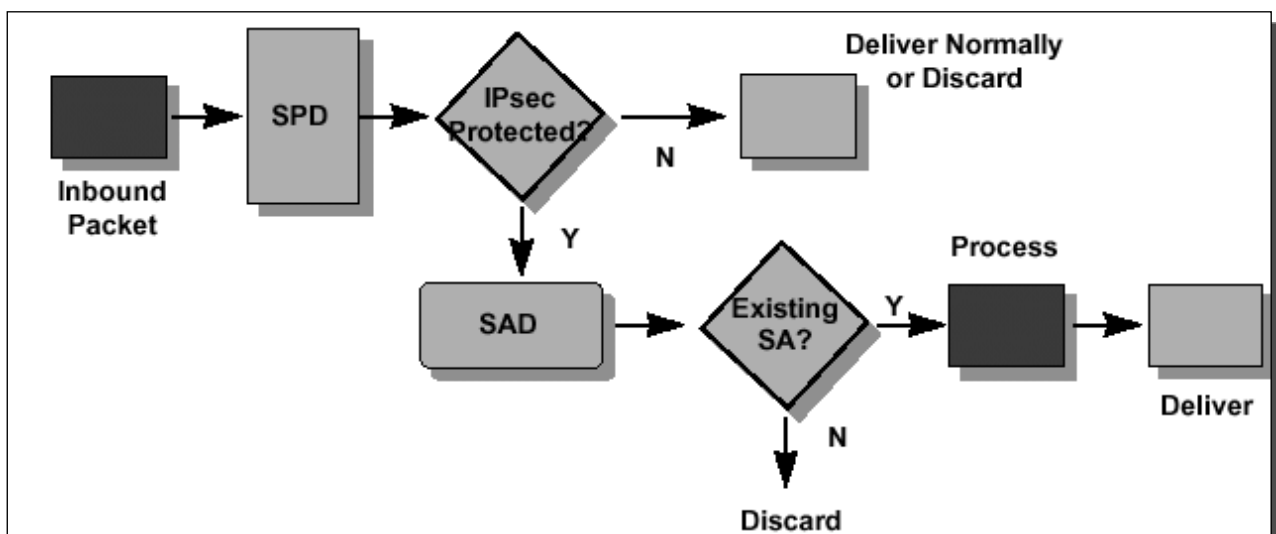 Inbound
Packet
SPD
IPsec
Protected?
N
Deliver Normally
or Discard
Y
SAD
Existing
SA?
Y
Process
Deliver
N
Discard